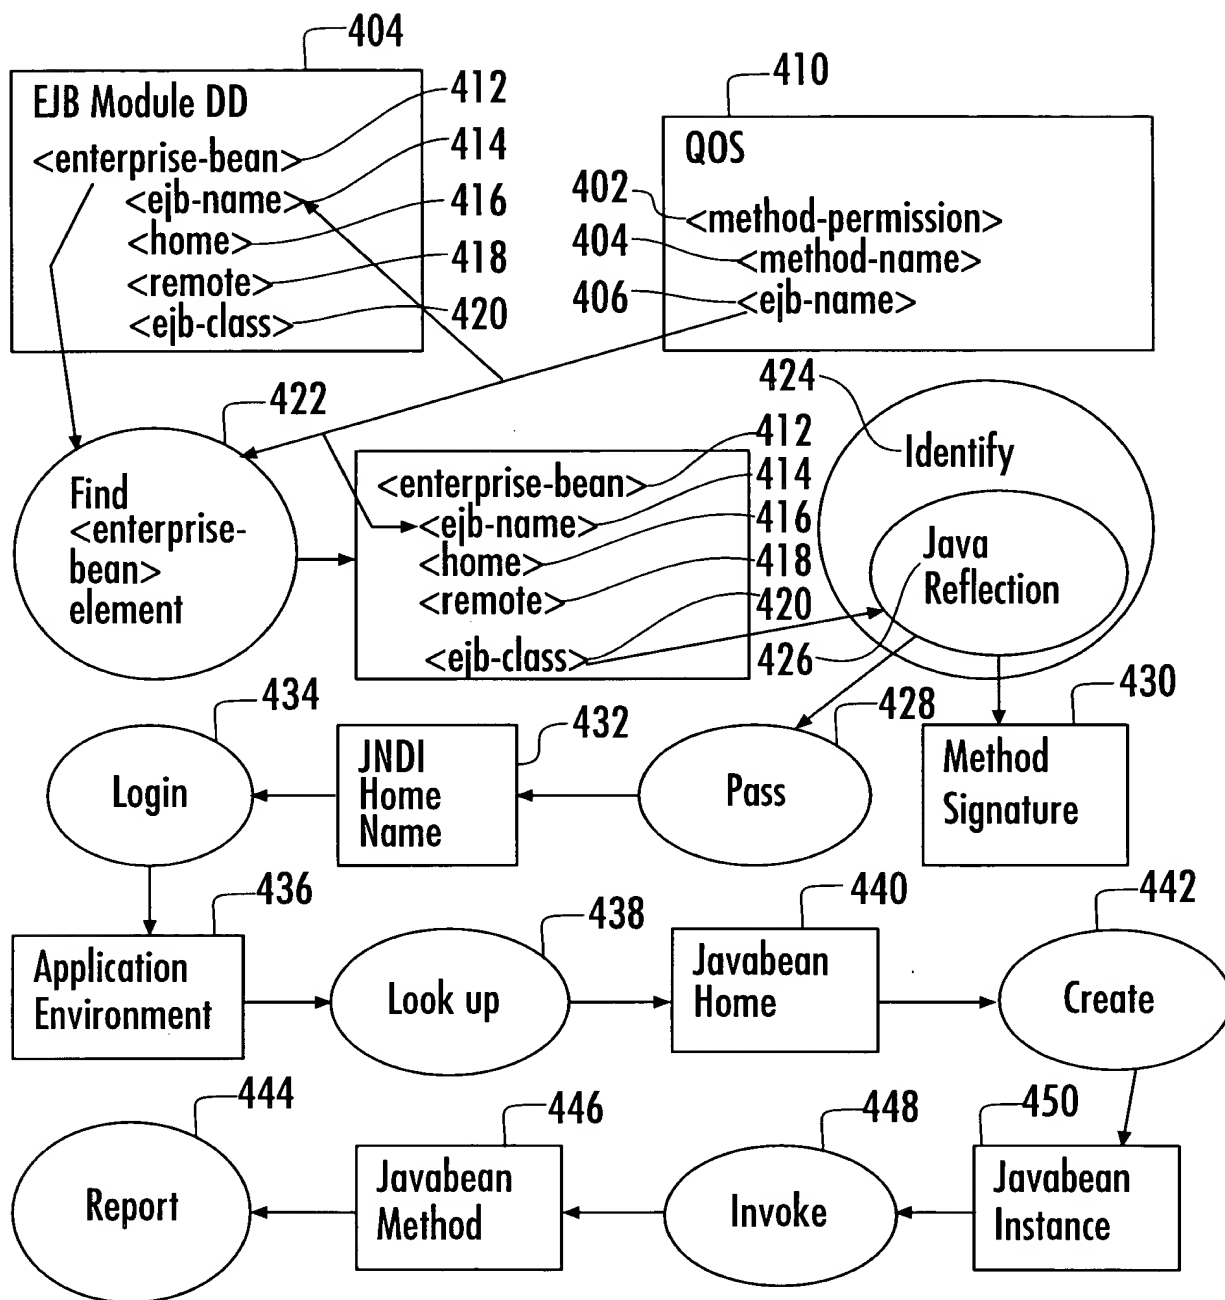 404
EJB Module DD
412
<enterprise-bean>
414
<ejb-name>
416
<home>
418
<remote>
420
<ejb-class>
410
QOS
402
<method-permission>
404
<method-name>
406
<ejb-name>
422
Find
<enterprise-
bean>
element
412
<enterprise-bean>
414
<ejb-name>
416
<home>
418
<remote>
420
<ejb-class>
424
Identify
Java
Reflection
426
434
Login
432
JNDI
Home
Name
428
Pass
430
Method
Signature
436
Application
Environment
438
Look up
440
Javabean
Home
442
Create
444
Report
446
Javabean
Method
448
Invoke
450
Javabean
Instance